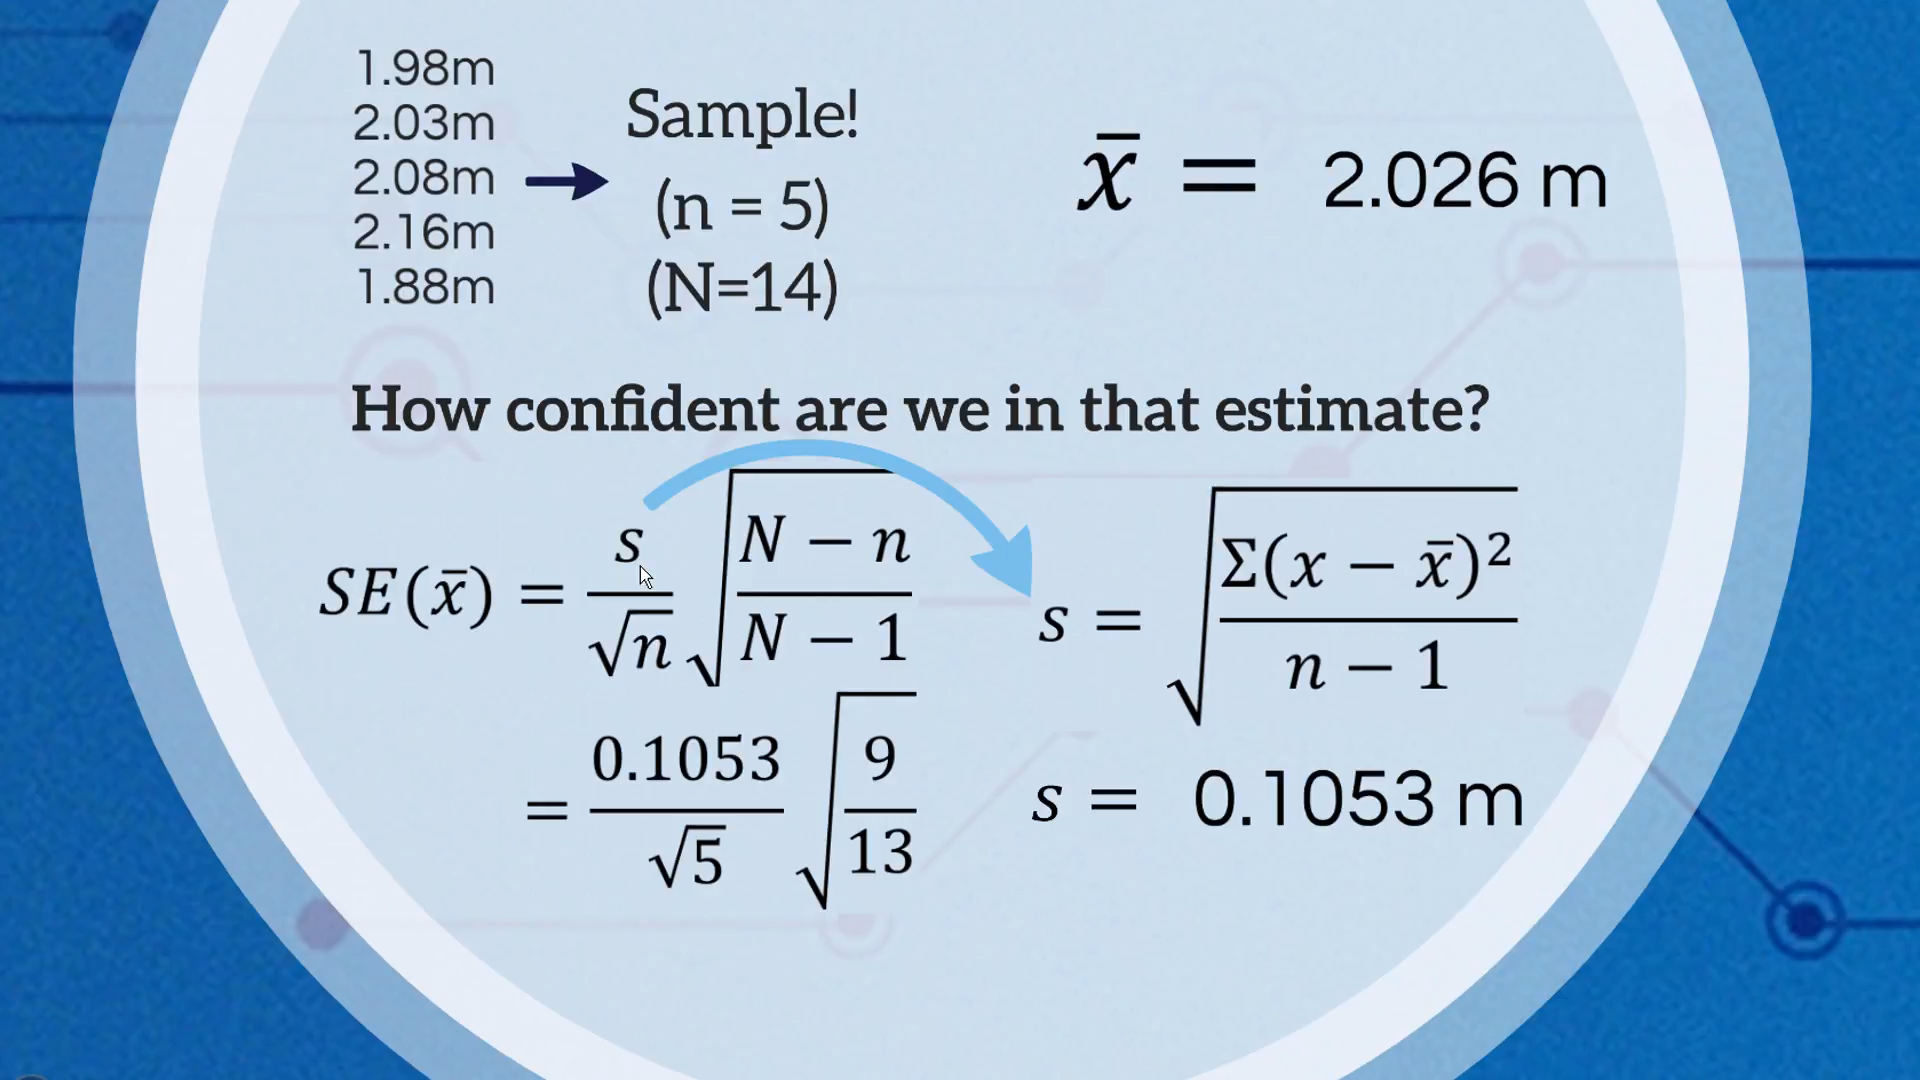 1.98m
2.03m
2.08m
2.16m
1.88m
Sample!
(n = 5)
(N=14)
x̄ = 2.026 m
How confident are we in that estimate?
SE(x̄) = s/√n √((N − n)/(N − 1))
s = √(Σ(x − x̄)²/(n − 1))
= 0.1053/√5 √(9/13)
s = 0.1053 m